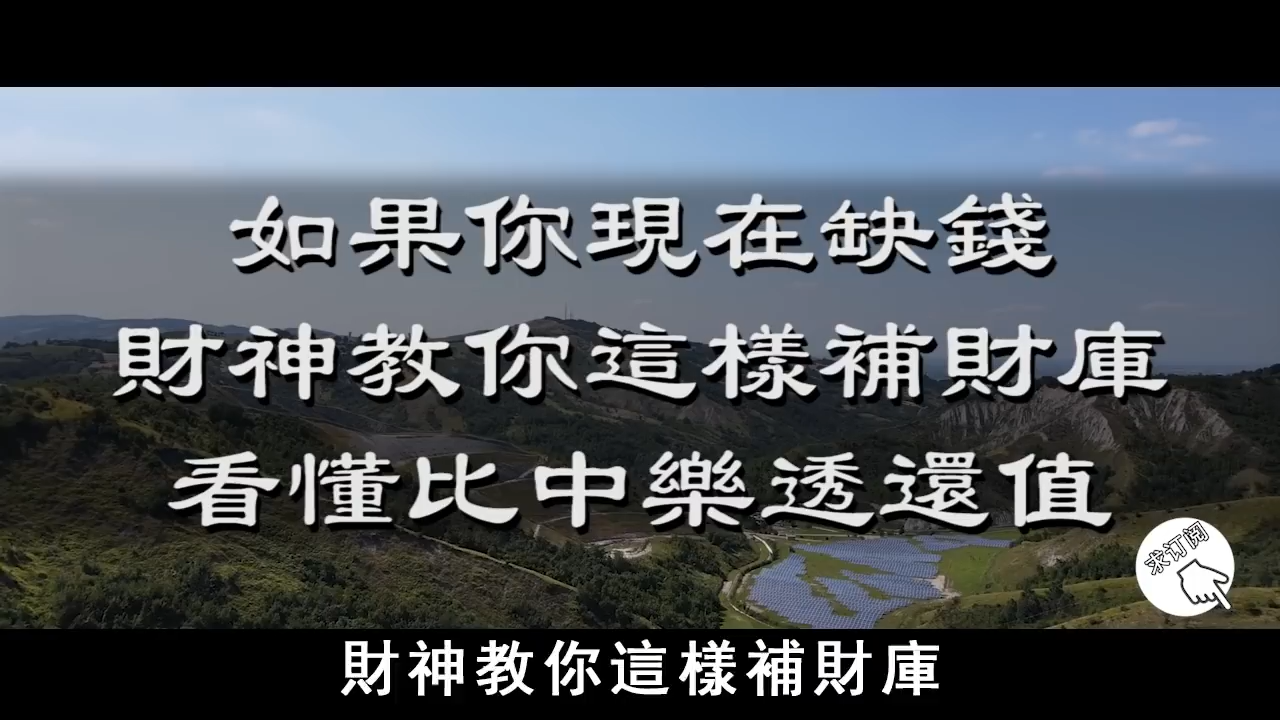 如果你現在缺錢
財神教你這樣補財庫
看懂比中樂透還值
求订阅
財神教你這樣補財庫